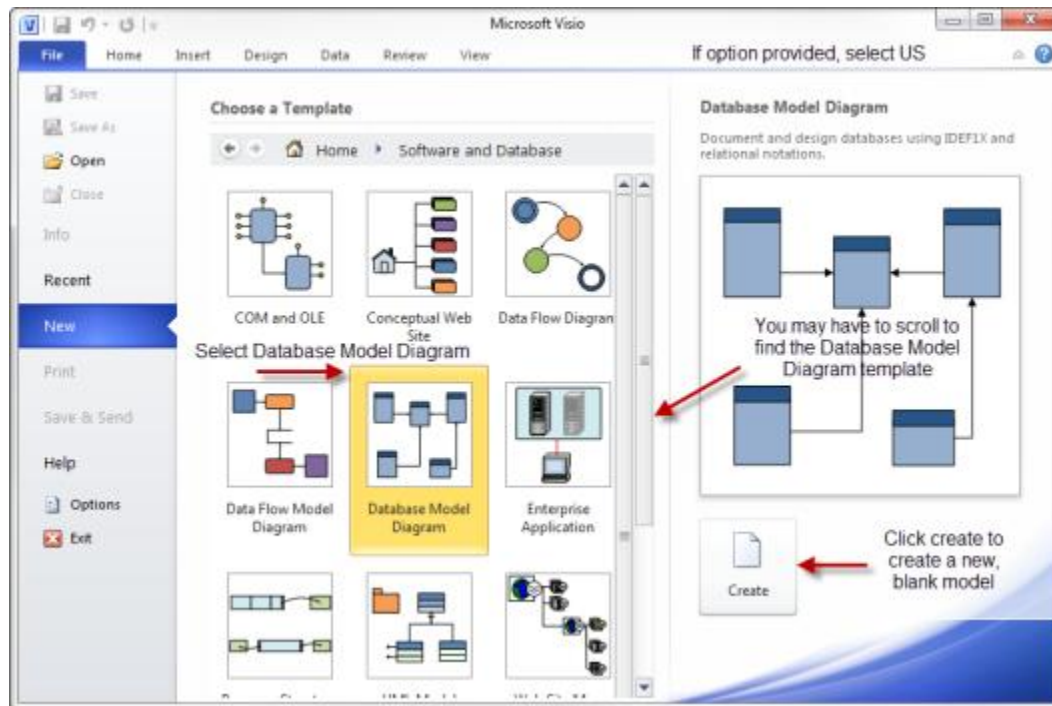 Microsoft Visio
File Home Insert Design Data Review View
If option provided, select US
Save
Save As
Open
Close
Info
Recent
New
Print
Save & Send
Help
Options
Exit
Choose a Template
Home Software and Database
COM and OLE
Conceptual Web
Site
Data Flow Diagram
Select Database Model Diagram
Data Flow Model
Diagram
Database Model
Diagram
Enterprise
Application
Database Model Diagram
Document and design databases using IDEF1X and
relational notations.
You may have to scroll to
find the Database Model
Diagram template
Create
Click create to
create a new,
blank model